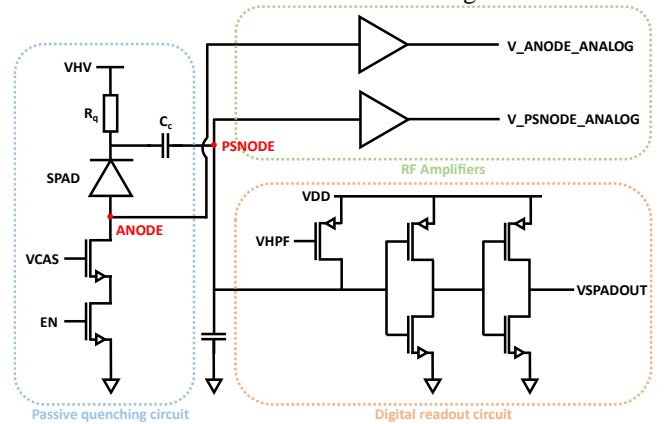 V_ANODE_ANALOG
VHV
Rq
Cc
PSNODE
V_PSNODE_ANALOG
RF Amplifiers
SPAD
VDD
ANODE
VHPF
VCAS
VSPADOUT
EN
Passive quenching circuit
Digital readout circuit